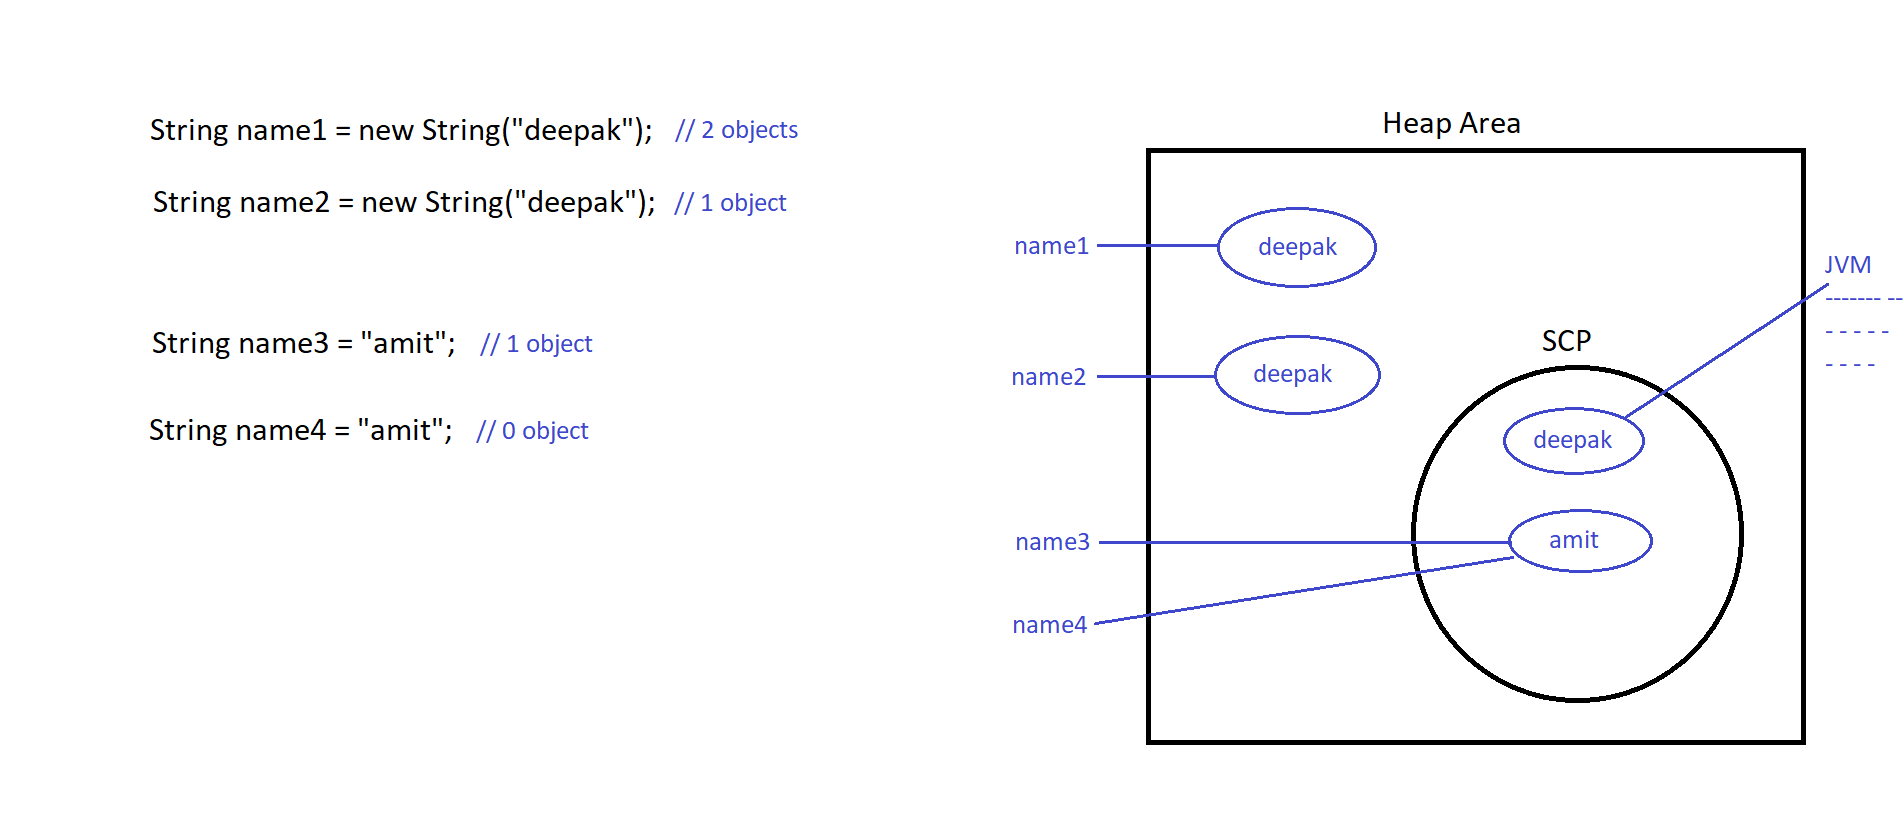 String name1 = new String("deepak"); // 2 objects
String name2 = new String("deepak"); // 1 object
String name3 = "amit"; // 1 object
String name4 = "amit"; // 0 object
Heap Area
name1
deepak
JVM
------- --
- - - - -
- - - -
name2
deepak
SCP
deepak
name3
amit
name4